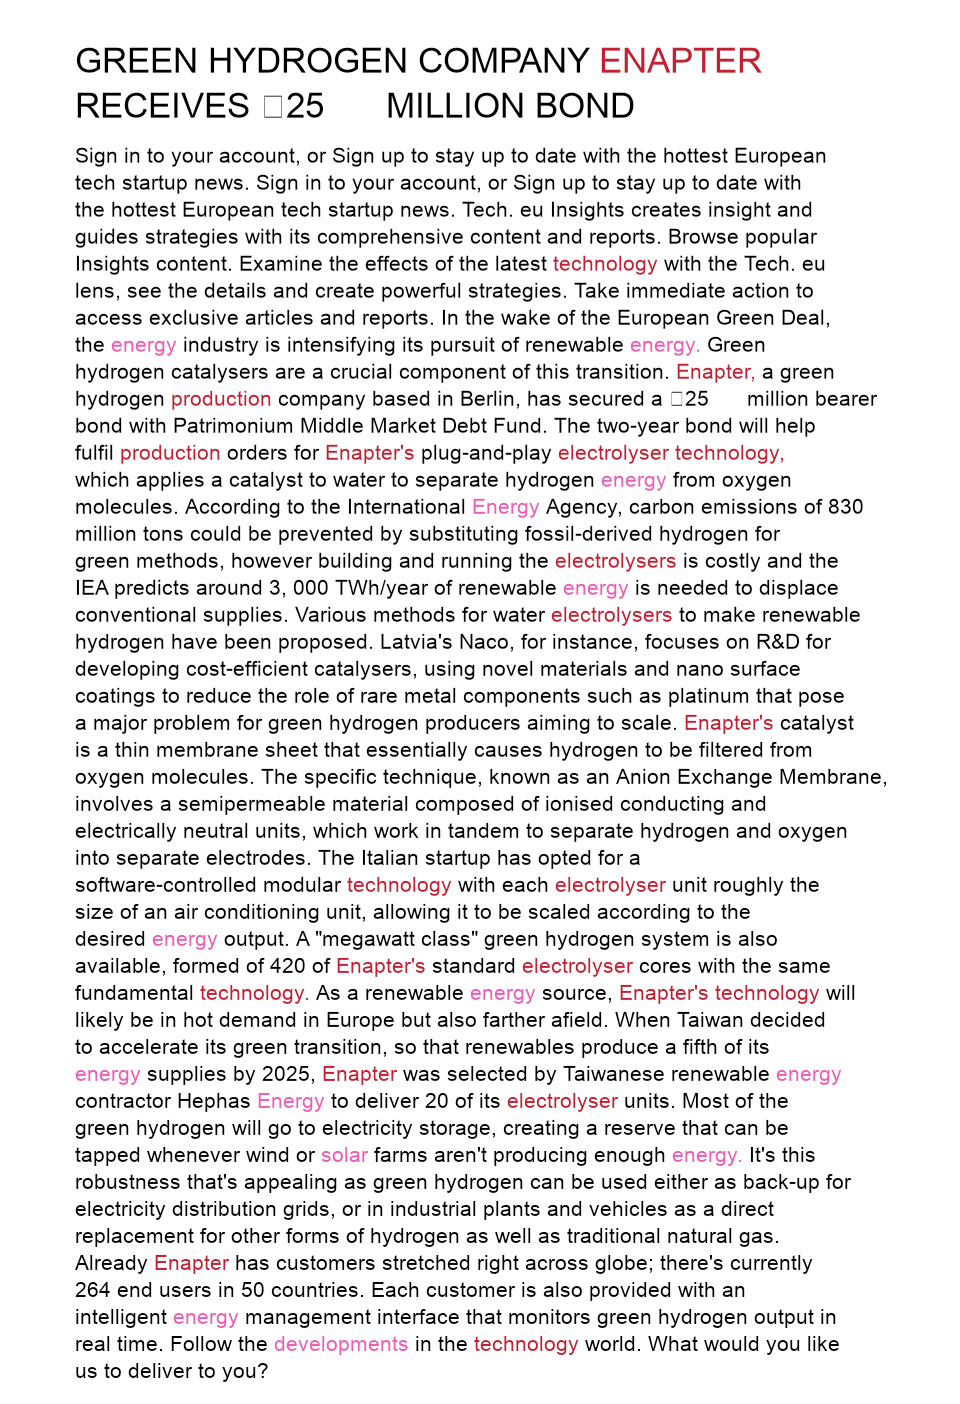 GREEN HYDROGEN COMPANY ENAPTER
RECEIVES □25 MILLION BOND
Sign in to your account, or Sign up to stay up to date with the hottest European
tech startup news. Sign in to your account, or Sign up to stay up to date with
the hottest European tech startup news. Tech. eu Insights creates insight and
guides strategies with its comprehensive content and reports. Browse popular
Insights content. Examine the effects of the latest technology with the Tech. eu
lens, see the details and create powerful strategies. Take immediate action to
access exclusive articles and reports. In the wake of the European Green Deal,
the energy industry is intensifying its pursuit of renewable energy. Green
hydrogen catalysers are a crucial component of this transition. Enapter, a green
hydrogen production company based in Berlin, has secured a □25 million bearer
bond with Patrimonium Middle Market Debt Fund. The two-year bond will help
fulfil production orders for Enapter's plug-and-play electrolyser technology,
which applies a catalyst to water to separate hydrogen energy from oxygen
molecules. According to the International Energy Agency, carbon emissions of 830
million tons could be prevented by substituting fossil-derived hydrogen for
green methods, however building and running the electrolysers is costly and the
IEA predicts around 3, 000 TWh/year of renewable energy is needed to displace
conventional supplies. Various methods for water electrolysers to make renewable
hydrogen have been proposed. Latvia's Naco, for instance, focuses on R&D for
developing cost-efficient catalysers, using novel materials and nano surface
coatings to reduce the role of rare metal components such as platinum that pose
a major problem for green hydrogen producers aiming to scale. Enapter's catalyst
is a thin membrane sheet that essentially causes hydrogen to be filtered from
oxygen molecules. The specific technique, known as an Anion Exchange Membrane,
involves a semipermeable material composed of ionised conducting and
electrically neutral units, which work in tandem to separate hydrogen and oxygen
into separate electrodes. The Italian startup has opted for a
software-controlled modular technology with each electrolyser unit roughly the
size of an air conditioning unit, allowing it to be scaled according to the
desired energy output. A "megawatt class" green hydrogen system is also
available, formed of 420 of Enapter's standard electrolyser cores with the same
fundamental technology. As a renewable energy source, Enapter's technology will
likely be in hot demand in Europe but also farther afield. When Taiwan decided
to accelerate its green transition, so that renewables produce a fifth of its
energy supplies by 2025, Enapter was selected by Taiwanese renewable energy
contractor Hephas Energy to deliver 20 of its electrolyser units. Most of the
green hydrogen will go to electricity storage, creating a reserve that can be
tapped whenever wind or solar farms aren't producing enough energy. It's this
robustness that's appealing as green hydrogen can be used either as back-up for
electricity distribution grids, or in industrial plants and vehicles as a direct
replacement for other forms of hydrogen as well as traditional natural gas.
Already Enapter has customers stretched right across globe; there's currently
264 end users in 50 countries. Each customer is also provided with an
intelligent energy management interface that monitors green hydrogen output in
real time. Follow the developments in the technology world. What would you like
us to deliver to you?